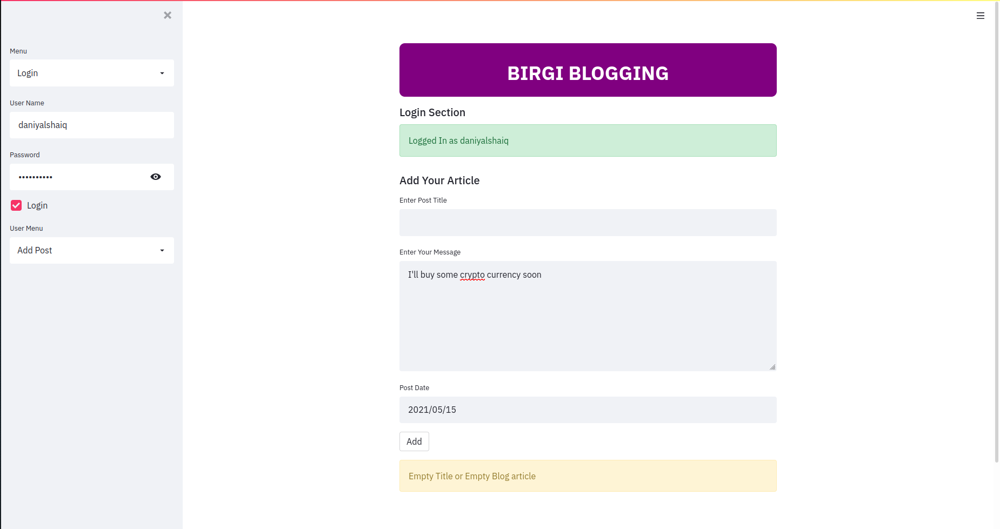 Menu
Login
User Name
daniyalshaiq
Password
Login
User Menu
Add Post
BIRGI BLOGGING
Login Section
Logged In as daniyalshaiq
Add Your Article
Enter Post Title
Enter Your Message
I'll buy some crypto currency soon
Post Date
2021/05/15
Add
Empty Title or Empty Blog article